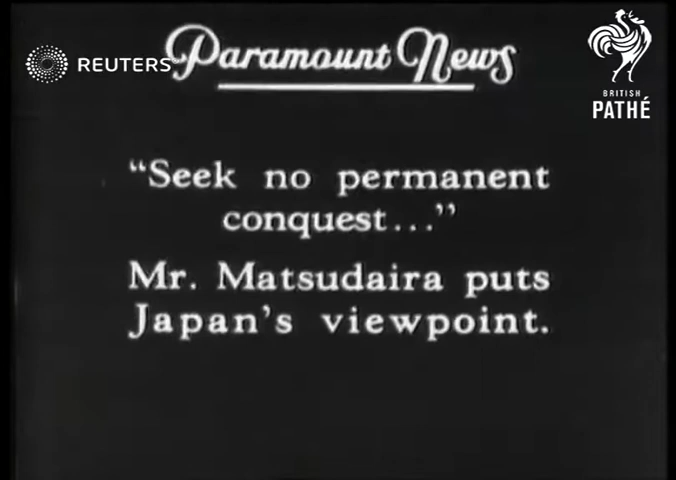 REUTERS
Paramount News
BRITISH
PATHÉ
“Seek no permanent
conquest...”
Mr. Matsudaira puts
Japan's viewpoint.